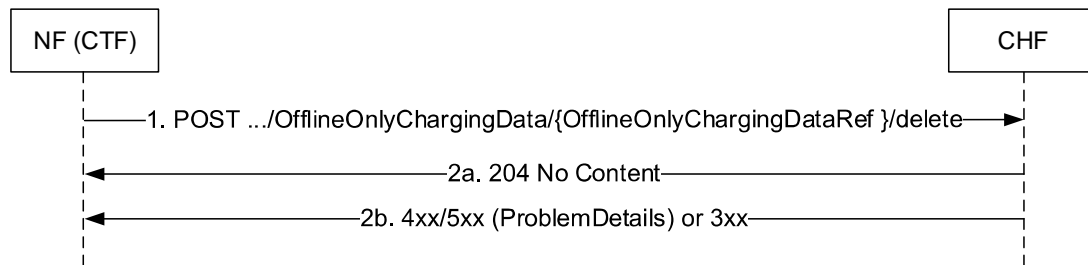 NF (CTF)
CHF
1. POST .../OfflineOnlyChargingData/{OfflineOnlyChargingDataRef }/delete
2a. 204 No Content
2b. 4xx/5xx (ProblemDetails) or 3xx